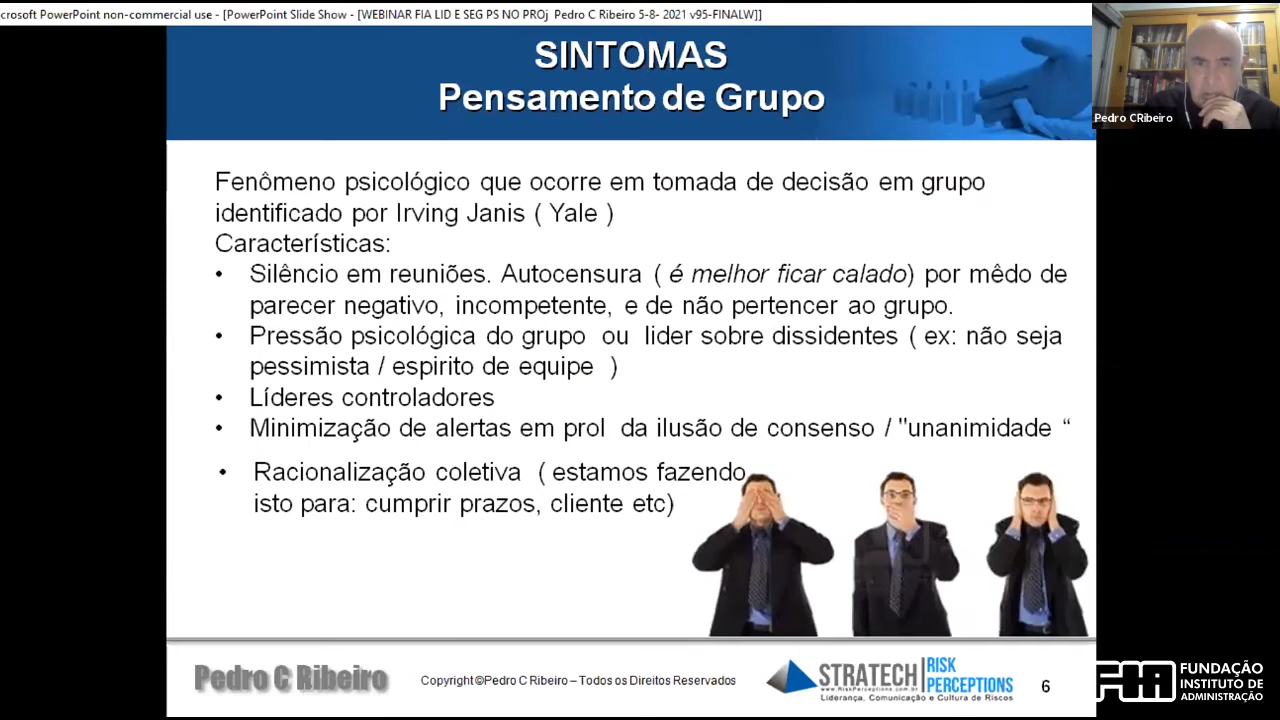 crosoft PowerPoint non-commercial use - [PowerPoint Slide Show - [WEBINAR FIA LID E SEG PS NO PROj Pedro C Ribeiro 5-8- 2021 v95-FINALW]]
SINTOMAS
Pensamento de Grupo
Pedro CRibeiro
Fenômeno psicológico que ocorre em tomada de decisão em grupo
identificado por Irving Janis ( Yale )
Características:
• Silêncio em reuniões. Autocensura ( é melhor ficar calado) por mêdo de
parecer negativo, incompetente, e de não pertencer ao grupo.
• Pressão psicológica do grupo ou lider sobre dissidentes ( ex: não seja
pessimista / espirito de equipe )
• Líderes controladores
• Minimização de alertas em prol da ilusão de consenso / "unanimidade “
• Racionalização coletiva ( estamos fazendo
isto para: cumprir prazos, cliente etc)
Pedro C Ribeiro
Copyright ©Pedro C Ribeiro – Todos os Direitos Reservados
STRATECH
RISK
PERCEPTIONS
www.RiskPerceptions.com.br
Liderança, Comunicação e Cultura de Riscos
6
FIA
FUNDAÇÃO
INSTITUTO DE
ADMINISTRAÇÃO